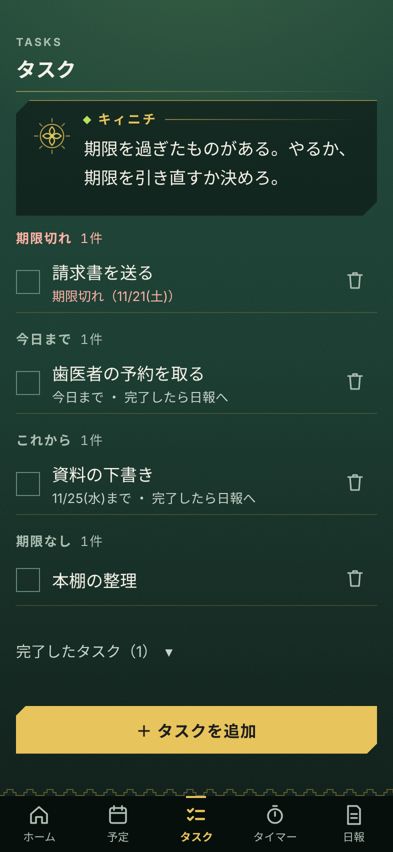 TASKS
タスク
キィニチ
期限を過ぎたものがある。やるか、
期限を引き直すか決めろ。
期限切れ 1件
請求書を送る
期限切れ（11/21(土)）
今日まで 1件
歯医者の予約を取る
今日まで ・ 完了したら日報へ
これから 1件
資料の下書き
11/25(水)まで ・ 完了したら日報へ
期限なし 1件
本棚の整理
完了したタスク（1） ▼
＋ タスクを追加
ホーム 予定 タスク タイマー 日報